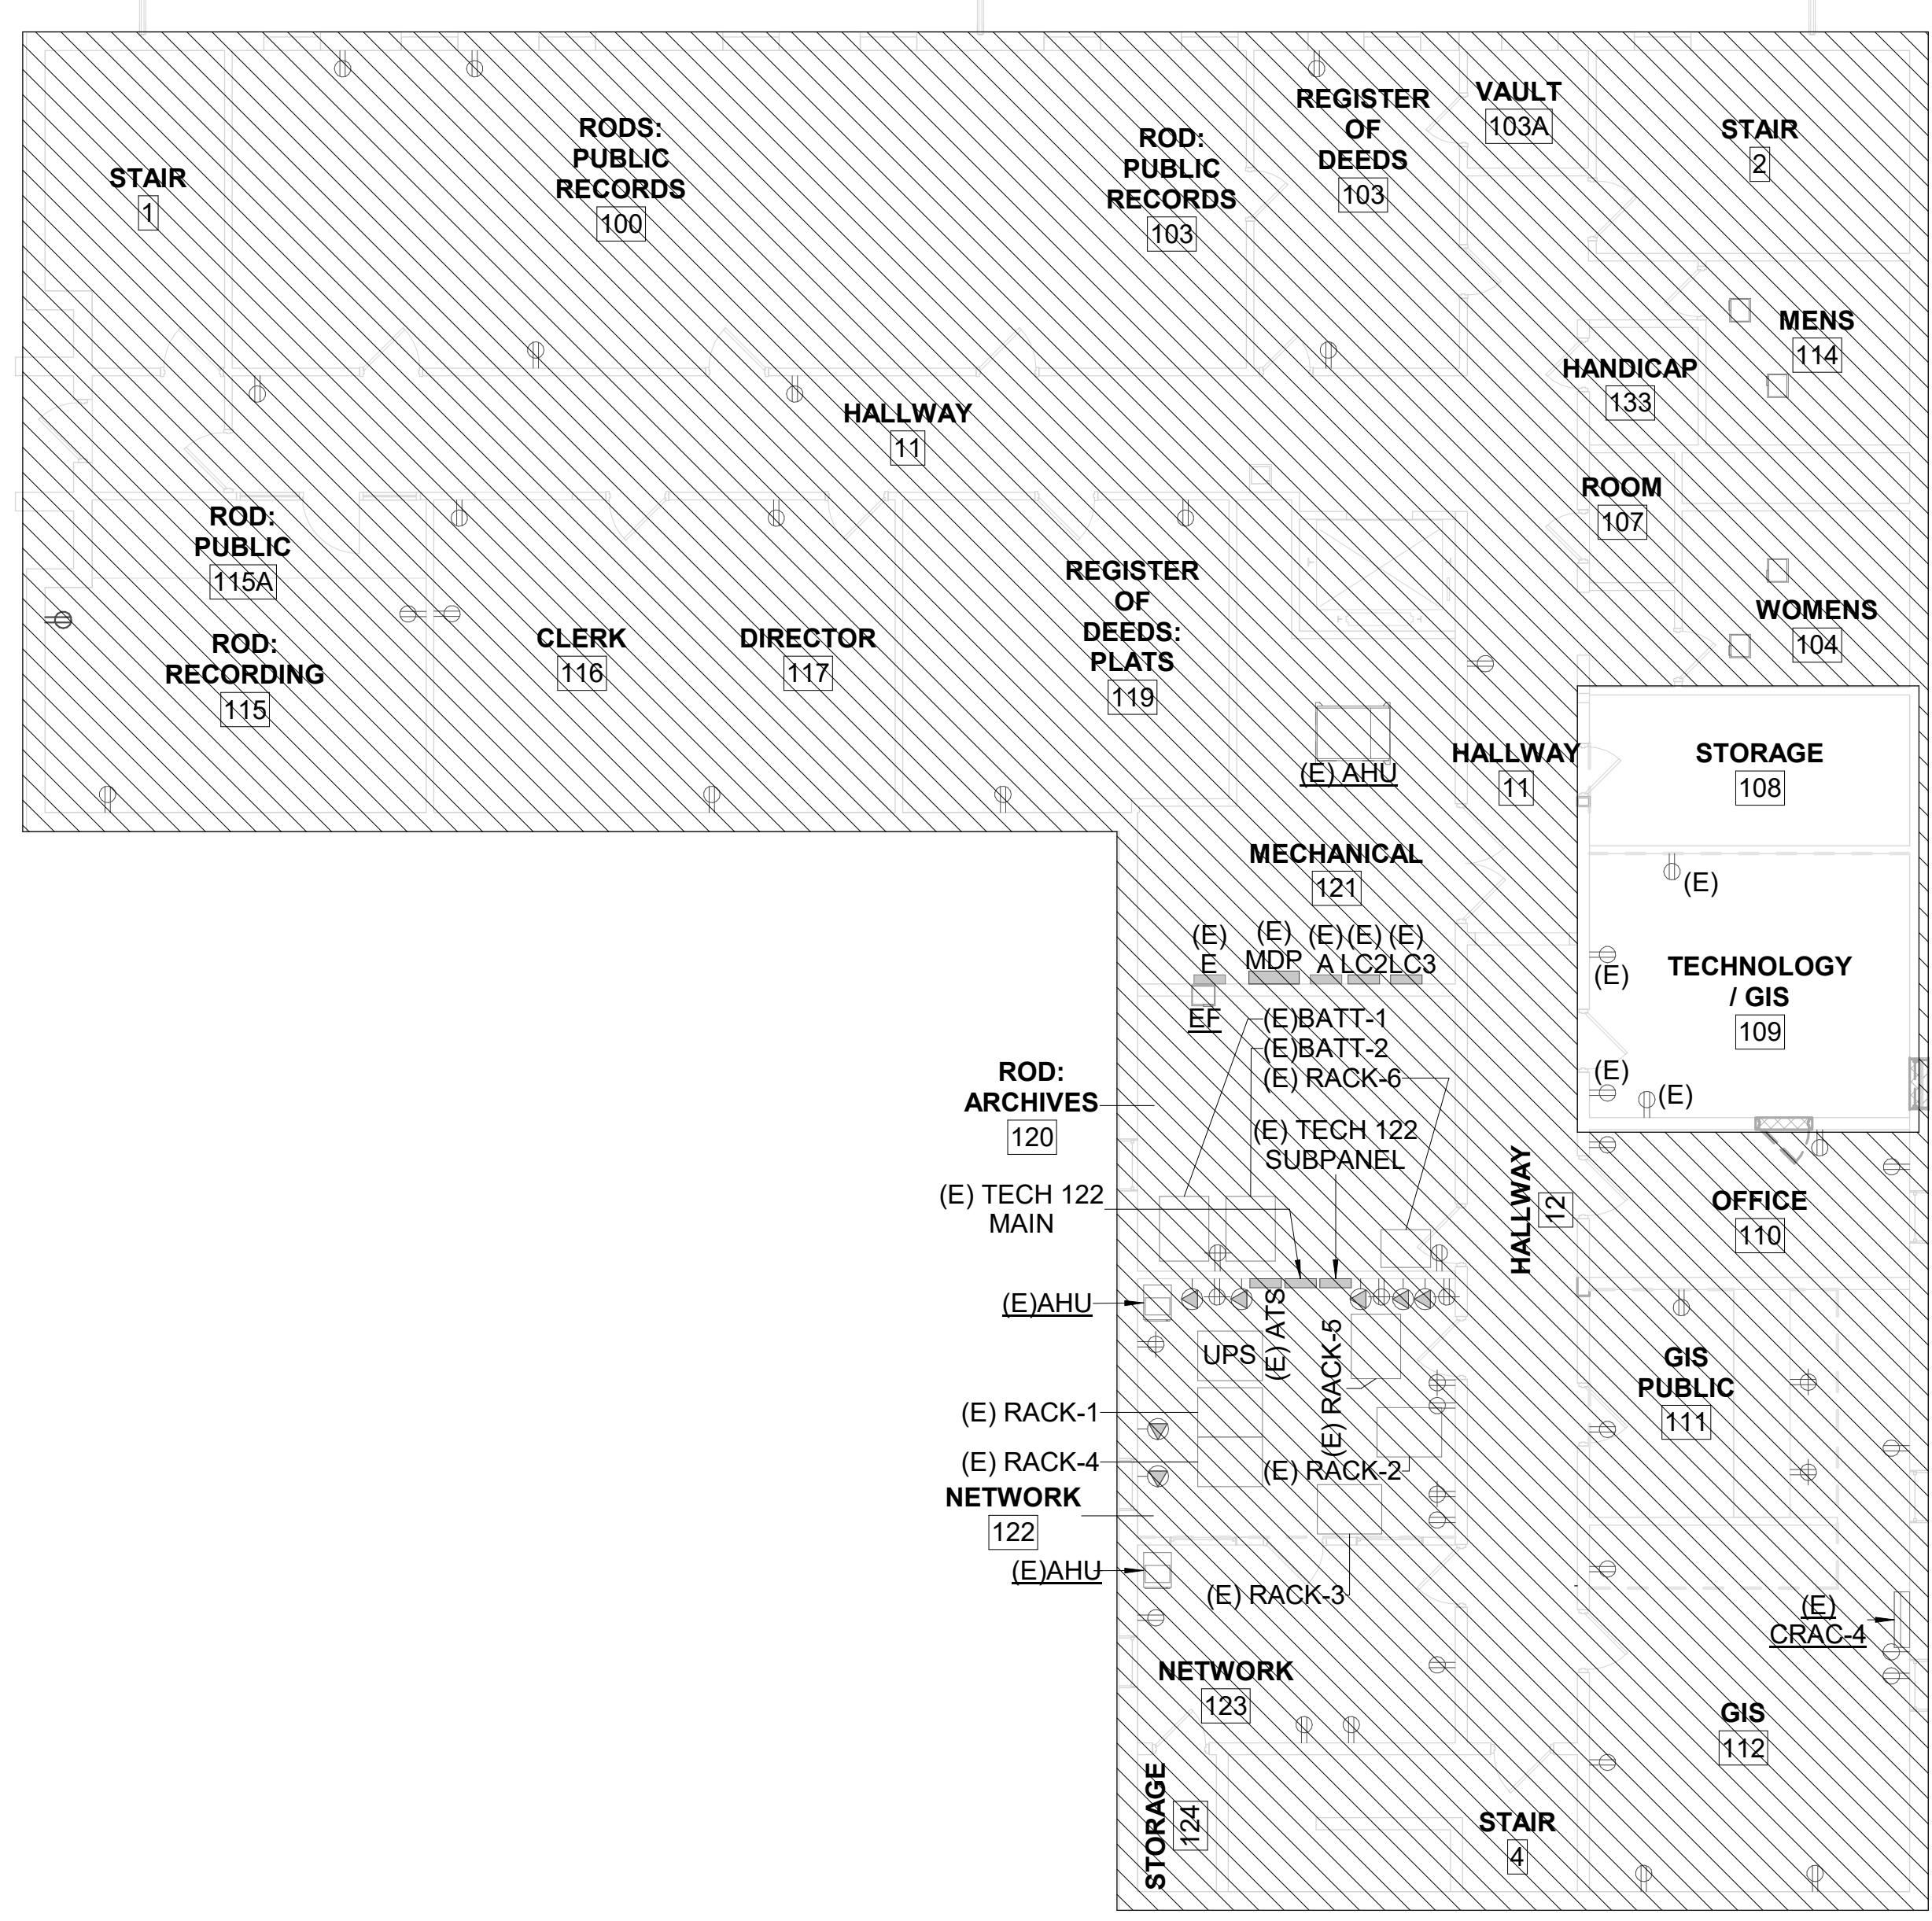 STAIR
1
RODS:
PUBLIC
RECORDS
100
ROD:
PUBLIC
RECORDS
103
REGISTER
OF
DEEDS
103
VAULT
103A
STAIR
2
MENS
114
HANDICAP
133
HALLWAY
11
ROOM
107
ROD:
PUBLIC
115A
ROD:
RECORDING
115
CLERK
116
DIRECTOR
117
REGISTER
OF
DEEDS:
PLATS
119
WOMENS
104
(E) AHU
HALLWAY
11
STORAGE
108
MECHANICAL
121
(E)
(E)
E
(E)
MDP
(E)
A
(E)
LC2
(E)
LC3
(E)
TECHNOLOGY
/ GIS
109
EF
(E)BATT-1
(E)BATT-2
(E) RACK-6
ROD:
ARCHIVES
120
(E)
(E)
(E) TECH 122
SUBPANEL
(E) TECH 122
MAIN
HALLWAY
12
OFFICE
110
(E)AHU
(E) ATS
UPS
(E) RACK-5
GIS
PUBLIC
111
(E) RACK-1
(E) RACK-4
(E) RACK-2
NETWORK
122
(E)AHU
(E) RACK-3
(E)
CRAC-4
NETWORK
123
GIS
112
STORAGE
124
STAIR
4